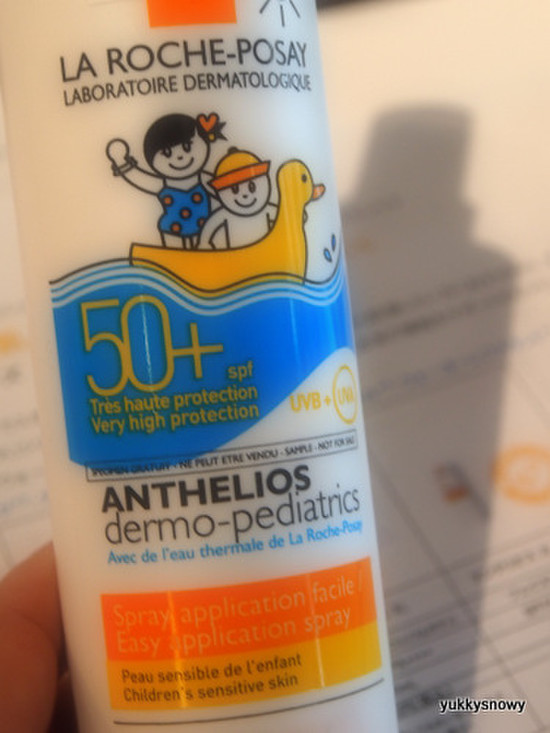 LA ROCHE-POSAY
LABORATOIRE DERMATOLOGIQUE
50+ spf
Très haute protection
Very high protection
UVB + UVA
SPECIMEN GRATUIT - NE PEUT ETRE VENDU - SAMPLE - NOT FOR SALE
ANTHELIOS
dermo-pediatrics
Avec de l'eau thermale de La Roche-Posay
Spray application facile /
Easy application spray
Peau sensible de l'enfant
Children's sensitive skin
yukkysnowy